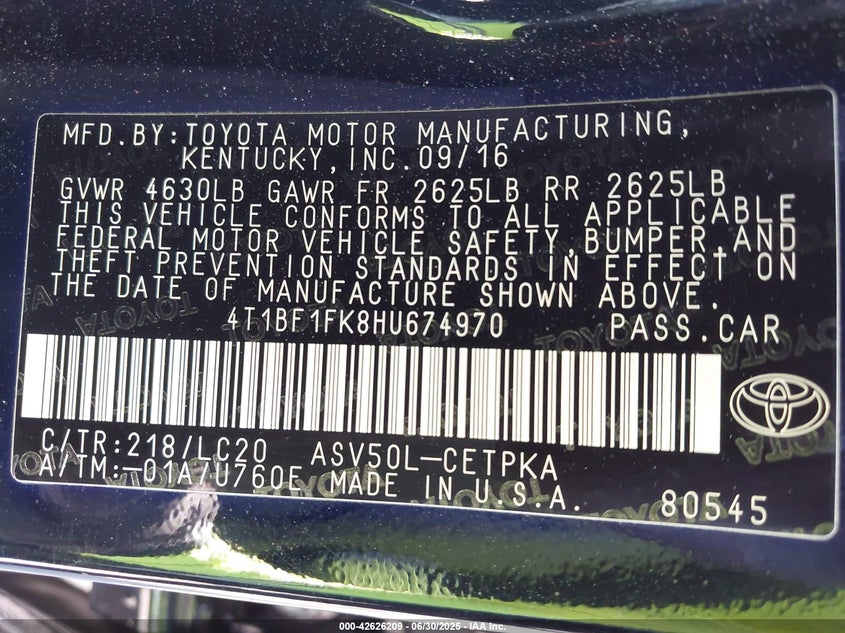 MFD.BY:TOYOTA MOTOR MANUFACTURING,
KENTUCKY,INC.09/16
GVWR 4630LB GAWR FR 2625LB RR 2625LB
THIS VEHICLE CONFORMS TO ALL APPLICABLE
FEDERAL MOTOR VEHICLE SAFETY,BUMPER,AND
THEFT PREVENTION STANDARDS IN EFFECT ON
THE DATE OF MANUFACTURE SHOWN ABOVE.
4T1BF1FK8HU674970 PASS.CAR
C/TR:218/LC20 ASV50L-CETPKA
A/TM:-01A/U760E MADE IN U.S.A. 80545
000-42626209 - 06/30/2025 - IAA Inc.